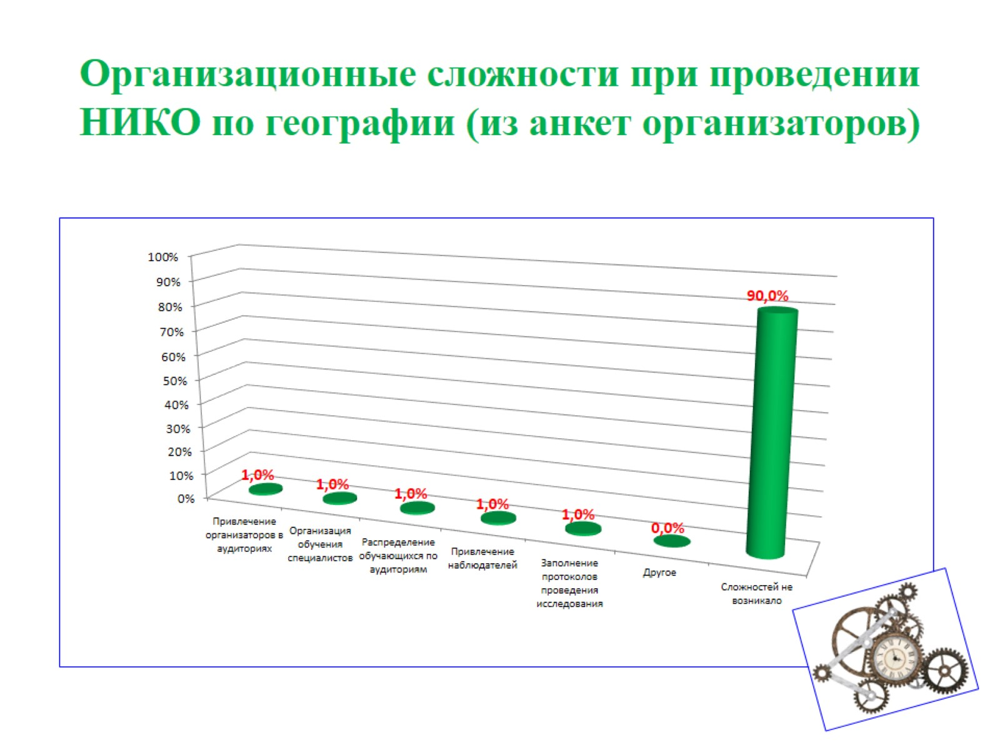 Организационные сложности при проведении
НИКО по географии (из анкет организаторов)
100%
90%
80%
70%
60%
50%
40%
30%
20%
10%
0%
1,0%
1,0%
1,0%
1,0%
1,0%
0,0%
90,0%
Привлечение
организаторов в
аудиториях
Организация
обучения
специалистов
Распределение
обучающихся по
аудиториям
Привлечение
наблюдателей
Заполнение
протоколов
проведения
исследования
Другое
Сложностей не
возникало